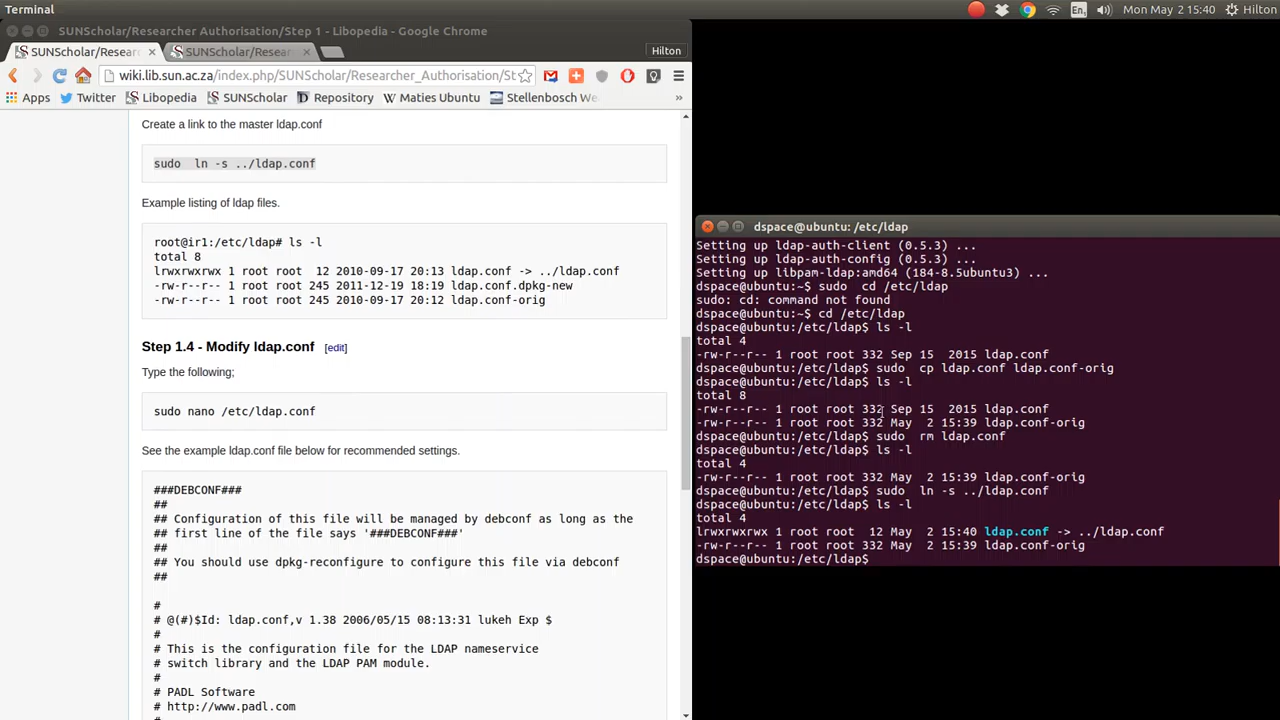 Terminal
En
Mon May 2 15:40
Hilton
SUNScholar/Researcher Authorisation/Step 1 - Libopedia - Google Chrome
SUNScholar/Resear
SUNScholar/Resear
Hilton
wiki.lib.sun.ac.za/index.php/SUNScholar/Researcher_Authorisation/St
Apps
Twitter
Libopedia
SUNScholar
Repository
Maties Ubuntu
Stellenbosch We
»
Create a link to the master ldap.conf
sudo  ln -s ../ldap.conf
Example listing of ldap files.
root@ir1:/etc/ldap# ls -l
total 8
lrwxrwxrwx 1 root root  12 2010-09-17 20:13 ldap.conf -> ../ldap.conf
-rw-r--r-- 1 root root 245 2011-12-19 18:19 ldap.conf.dpkg-new
-rw-r--r-- 1 root root 245 2010-09-17 20:12 ldap.conf-orig
Step 1.4 - Modify ldap.conf [edit]
Type the following;
sudo nano /etc/ldap.conf
See the example ldap.conf file below for recommended settings.
###DEBCONF###
##
## Configuration of this file will be managed by debconf as long as the
## first line of the file says '###DEBCONF###'
##
## You should use dpkg-reconfigure to configure this file via debconf
##
#
# @(#)$Id: ldap.conf,v 1.38 2006/05/15 08:13:31 lukeh Exp $
#
# This is the configuration file for the LDAP nameservice
# switch library and the LDAP PAM module.
#
# PADL Software
# http://www.padl.com
#
dspace@ubuntu: /etc/ldap
Setting up ldap-auth-client (0.5.3) ...
Setting up ldap-auth-config (0.5.3) ...
Setting up libpam-ldap:amd64 (184-8.5ubuntu3) ...
dspace@ubuntu:~$ sudo  cd /etc/ldap
sudo: cd: command not found
dspace@ubuntu:~$ cd /etc/ldap
dspace@ubuntu:/etc/ldap$ ls -l
total 4
-rw-r--r-- 1 root root 332 Sep 15  2015 ldap.conf
dspace@ubuntu:/etc/ldap$ sudo  cp ldap.conf ldap.conf-orig
dspace@ubuntu:/etc/ldap$ ls -l
total 8
-rw-r--r-- 1 root root 332 Sep 15  2015 ldap.conf
-rw-r--r-- 1 root root 332 May  2 15:39 ldap.conf-orig
dspace@ubuntu:/etc/ldap$ sudo  rm ldap.conf
dspace@ubuntu:/etc/ldap$ ls -l
total 4
-rw-r--r-- 1 root root 332 May  2 15:39 ldap.conf-orig
dspace@ubuntu:/etc/ldap$ sudo  ln -s ../ldap.conf
dspace@ubuntu:/etc/ldap$ ls -l
total 4
lrwxrwxrwx 1 root root  12 May  2 15:40 ldap.conf -> ../ldap.conf
-rw-r--r-- 1 root root 332 May  2 15:39 ldap.conf-orig
dspace@ubuntu:/etc/ldap$